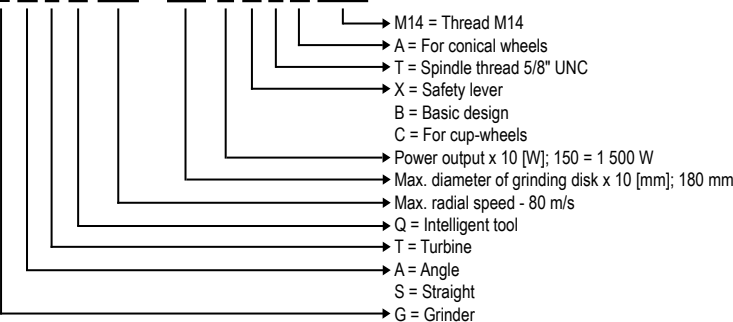 M14 = Thread M14
A = For conical wheels
T = Spindle thread 5/8" UNC
X = Safety lever
B = Basic design
C = For cup-wheels
Power output x 10 [W]; 150 = 1 500 W
Max. diameter of grinding disk x 10 [mm]; 180 mm
Max. radial speed - 80 m/s
Q = Intelligent tool
T = Turbine
A = Angle
S = Straight
G = Grinder